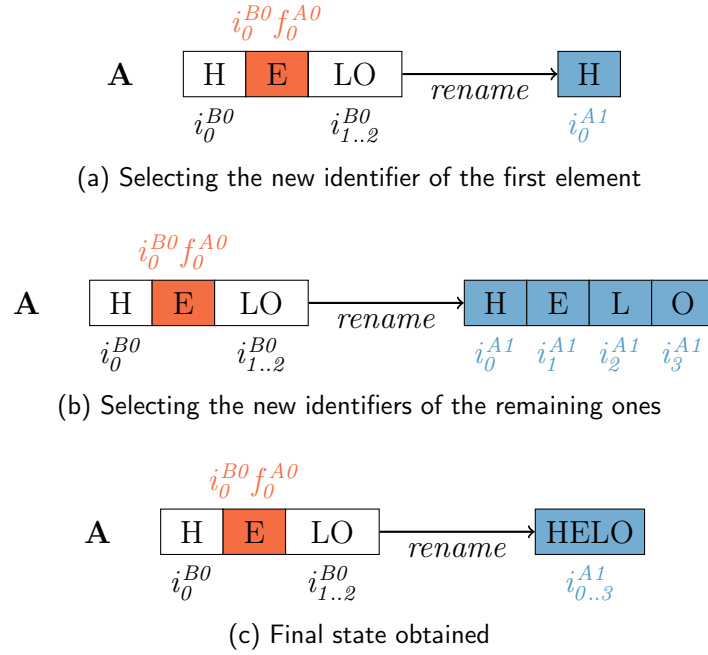 i_0^{B0} f_0^{A0}
A H E LO rename H
i_0^{B0} i_{1..2}^{B0} i_0^{A1}
(a) Selecting the new identifier of the first element
i_0^{B0} f_0^{A0}
A H E LO rename H E L O
i_0^{B0} i_{1..2}^{B0} i_0^{A1} i_1^{A1} i_2^{A1} i_3^{A1}
(b) Selecting the new identifiers of the remaining ones
i_0^{B0} f_0^{A0}
A H E LO rename HELO
i_0^{B0} i_{1..2}^{B0} i_{0..3}^{A1}
(c) Final state obtained